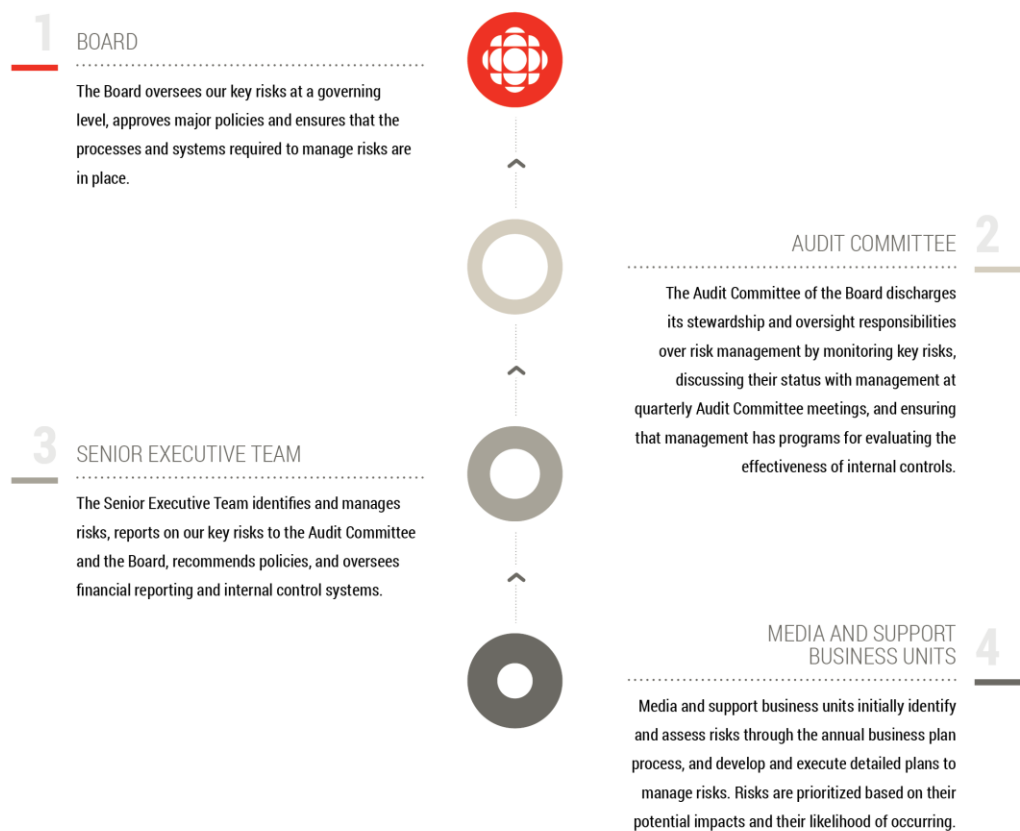 1
BOARD
The Board oversees our key risks at a governing
level, approves major policies and ensures that the
processes and systems required to manage risks are
in place.
2
AUDIT COMMITTEE
The Audit Committee of the Board discharges
its stewardship and oversight responsibilities
over risk management by monitoring key risks,
discussing their status with management at
quarterly Audit Committee meetings, and ensuring
that management has programs for evaluating the
effectiveness of internal controls.
3
SENIOR EXECUTIVE TEAM
The Senior Executive Team identifies and manages
risks, reports on our key risks to the Audit Committee
and the Board, recommends policies, and oversees
financial reporting and internal control systems.
4
MEDIA AND SUPPORT
BUSINESS UNITS
Media and support business units initially identify
and assess risks through the annual business plan
process, and develop and execute detailed plans to
manage risks. Risks are prioritized based on their
potential impacts and their likelihood of occurring.